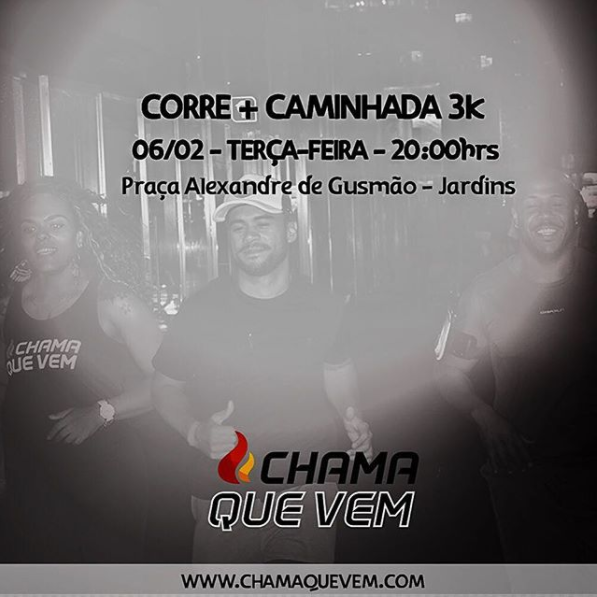 CORRE + CAMINHADA 3K
06/02 - TERÇA-FEIRA - 20:00hrs
Praça Alexandre de Gusmão - Jardins
CHAMA
QUE VEM
CHAMA
QUE VEM
WWW.CHAMAQUEVEM.COM